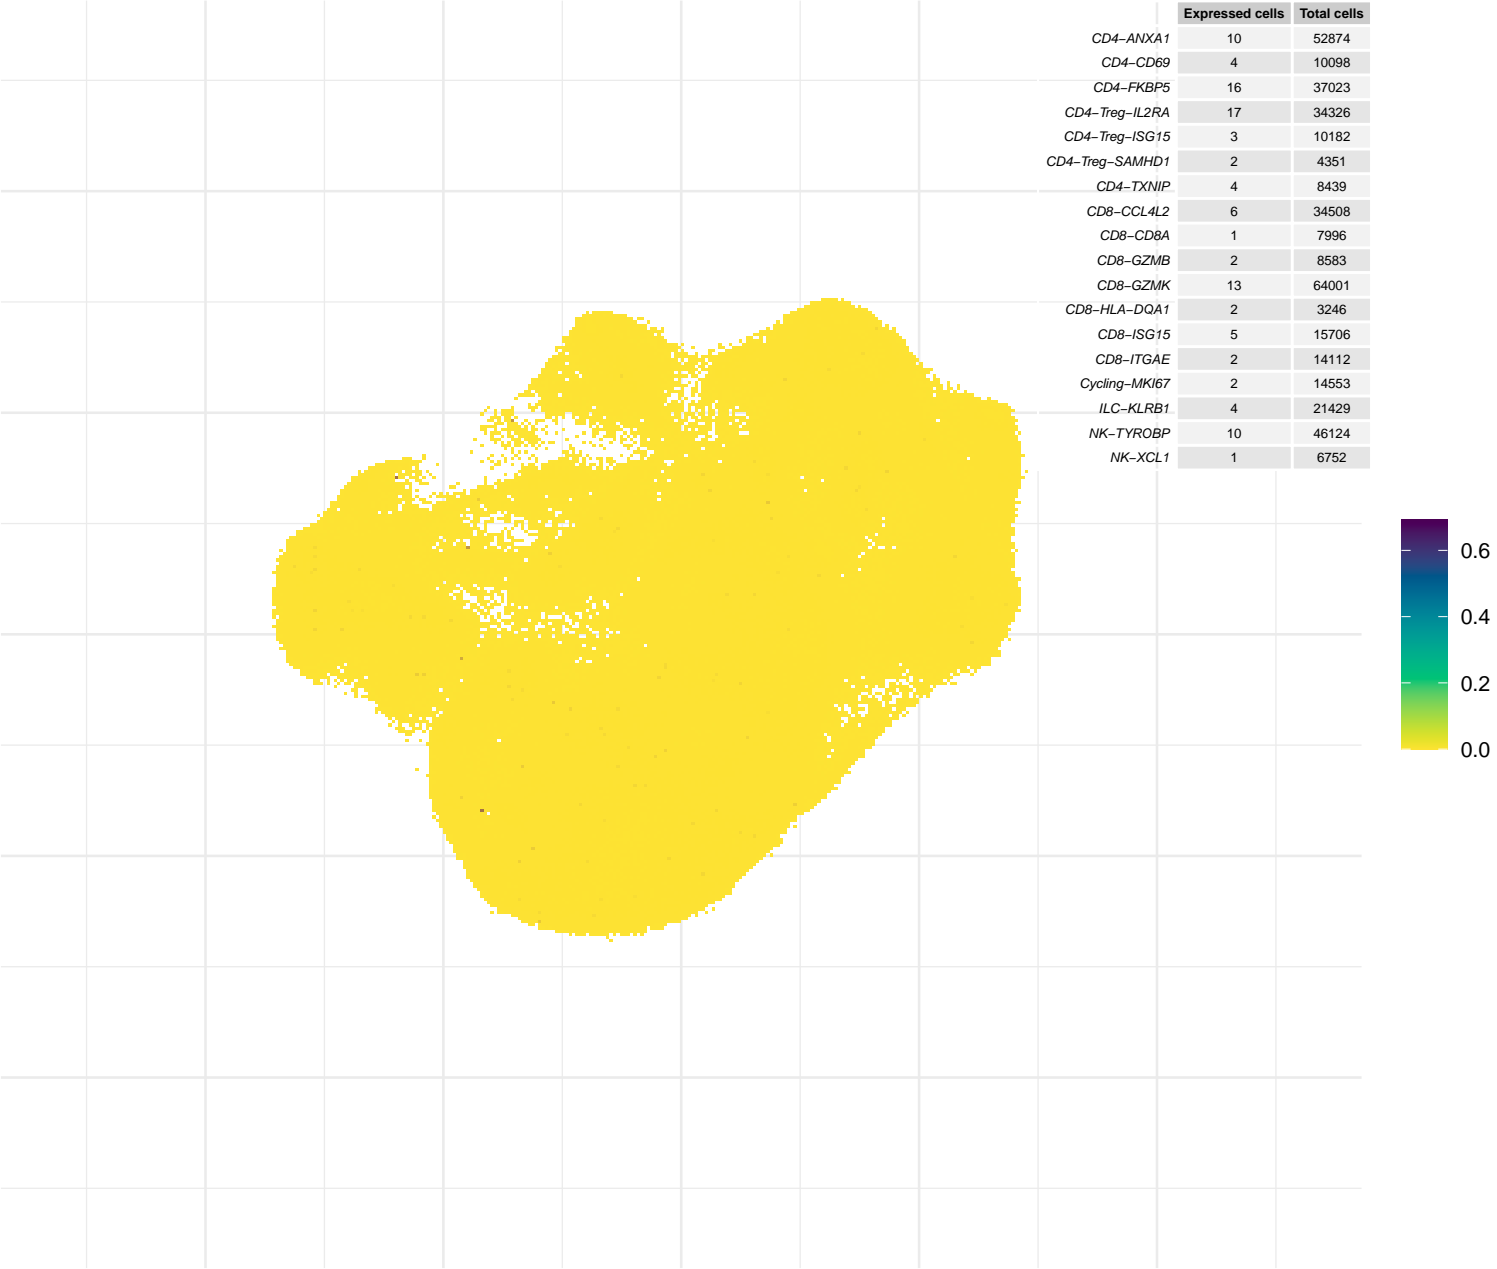 Expressed cells Total cells
CD4−ANXA1 10 52874
CD4−CD69 4 10098
CD4−FKBP5 16 37023
CD4−Treg−IL2RA 17 34326
CD4−Treg−ISG15 3 10182
CD4−Treg−SAMHD1 2 4351
CD4−TXNIP 4 8439
CD8−CCL4L2 6 34508
CD8−CD8A 1 7996
CD8−GZMB 2 8583
CD8−GZMK 13 64001
CD8−HLA−DQA1 2 3246
CD8−ISG15 5 15706
CD8−ITGAE 2 14112
Cycling−MKI67 2 14553
ILC−KLRB1 4 21429
NK−TYROBP 10 46124
NK−XCL1 1 6752
0.6
0.4
0.2
0.0